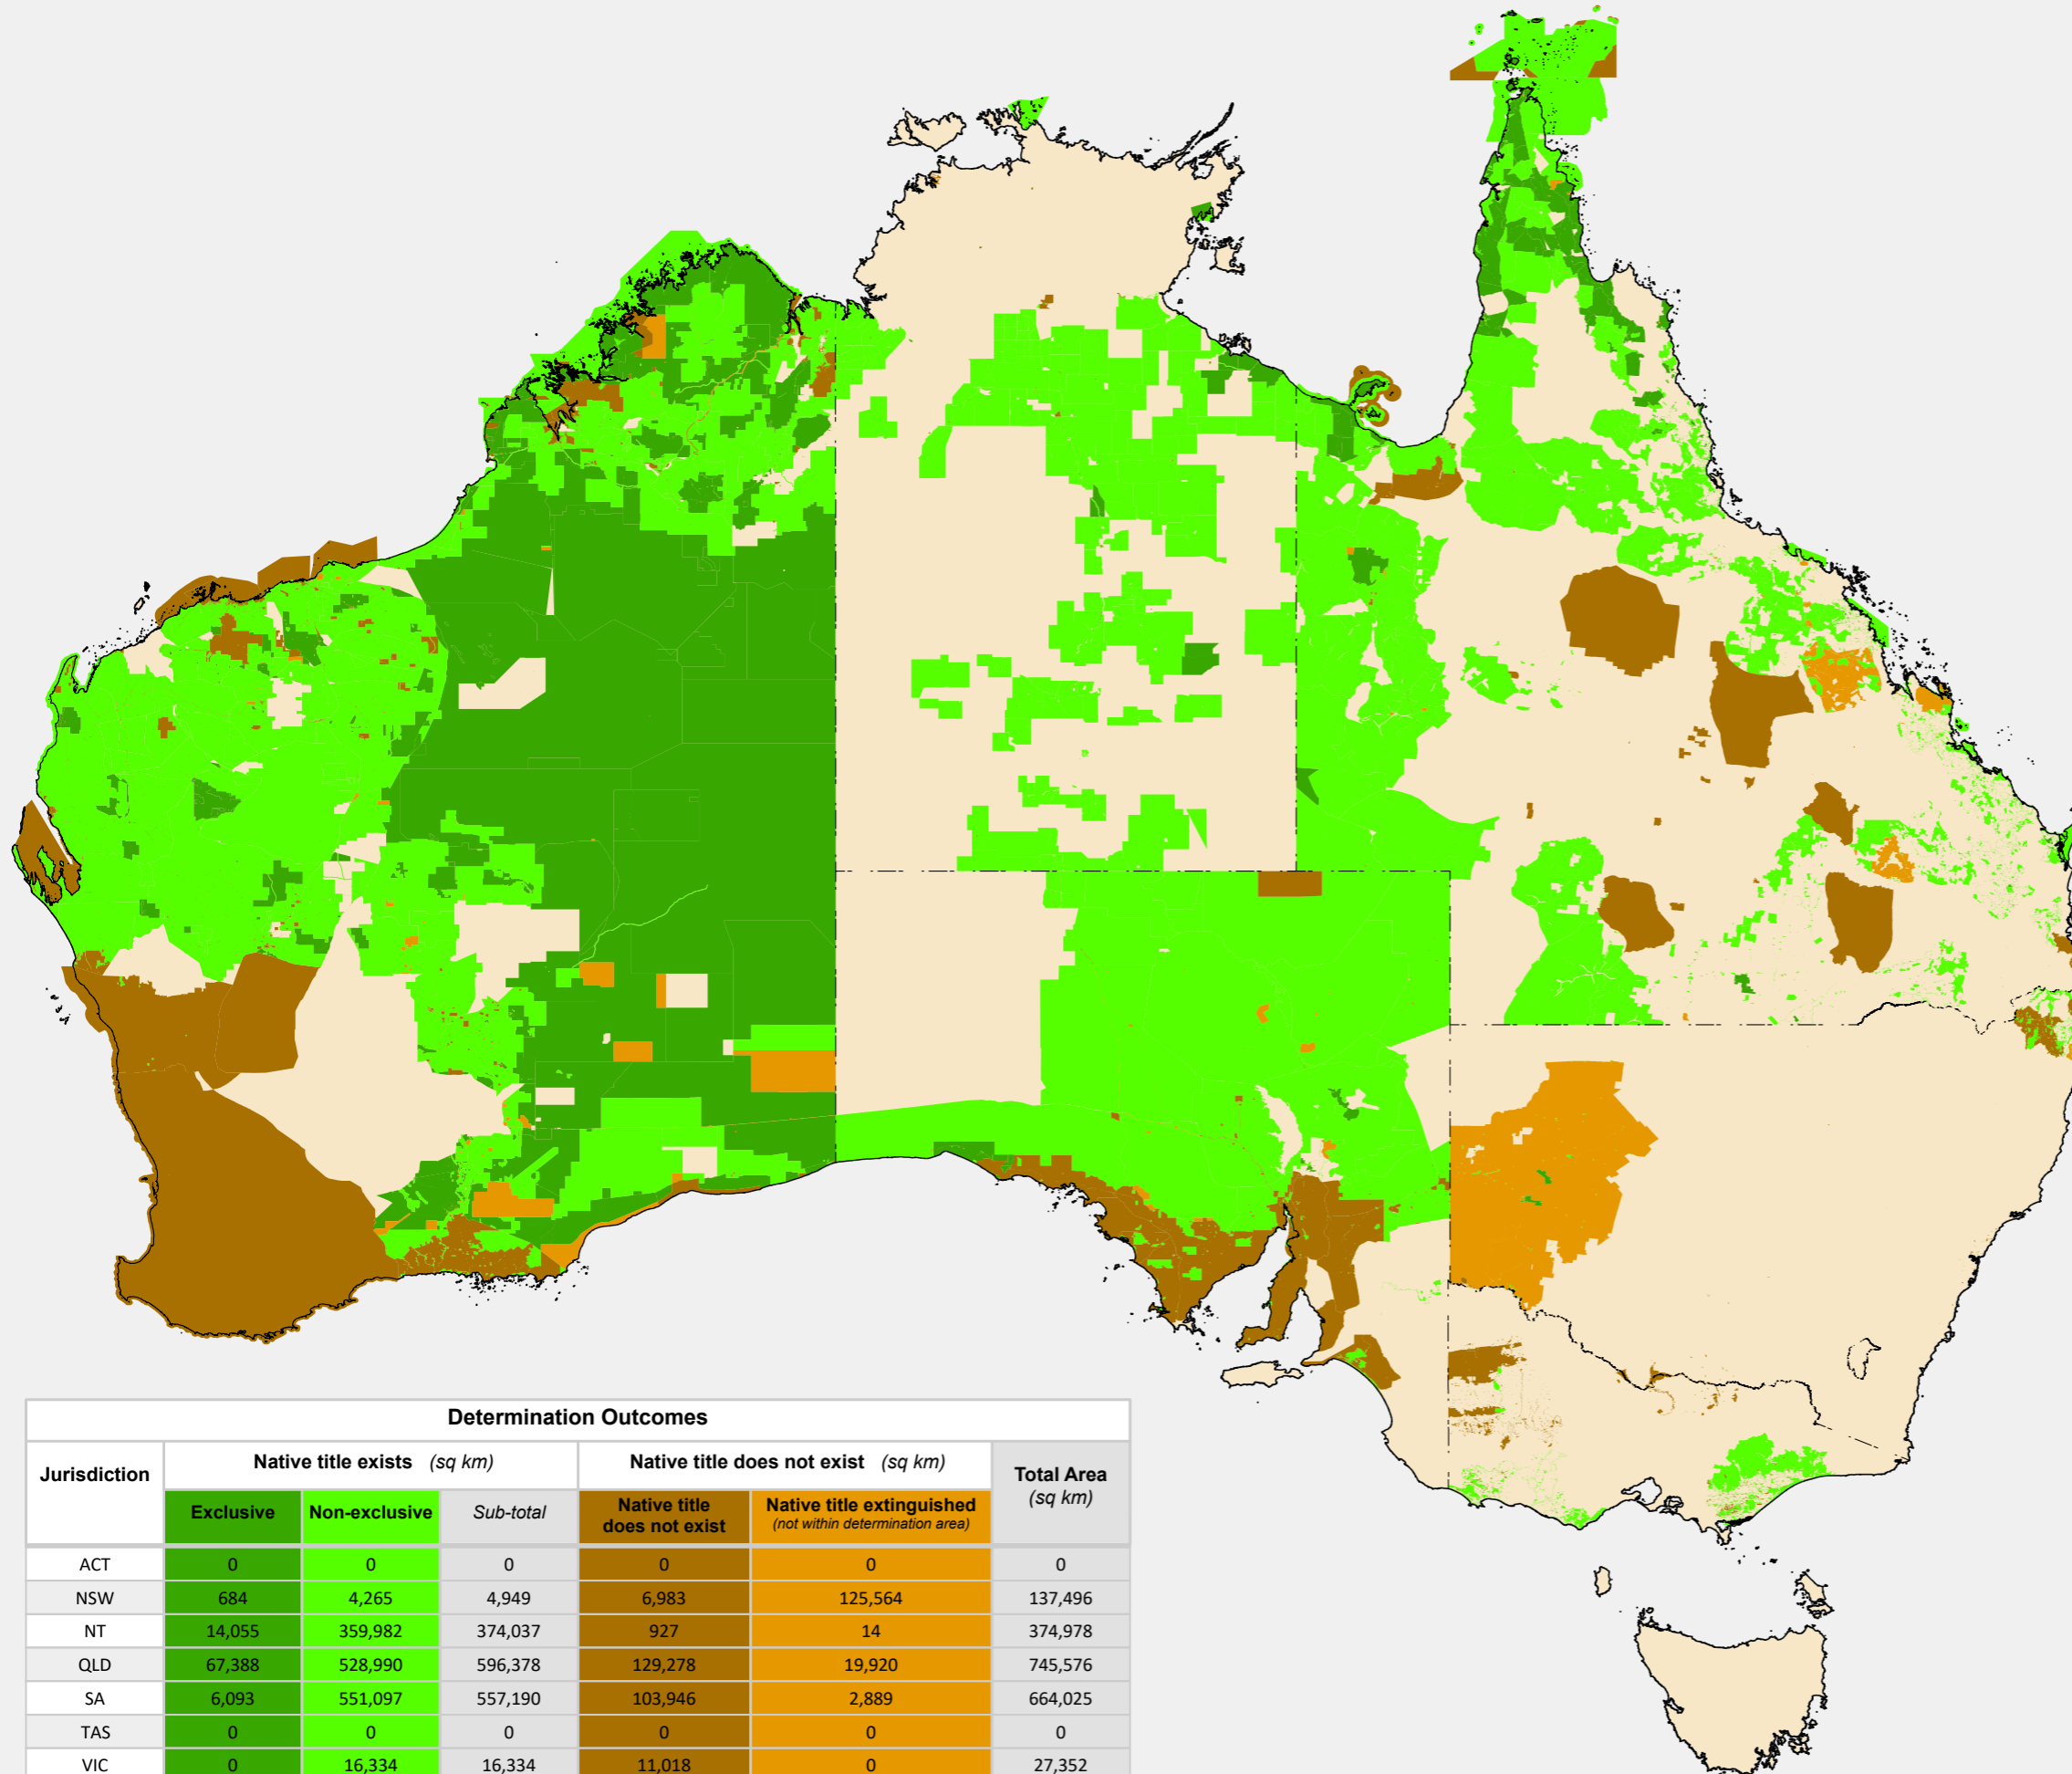 Determination Outcomes
Jurisdiction
Native title exists (sq km)
Native title does not exist (sq km)
Total Area
(sq km)
Exclusive
Non-exclusive
Sub-total
Native title
does not exist
Native title extinguished
(not within determination area)
ACT 0 0 0 0 0 0
NSW 684 4,265 4,949 6,983 125,564 137,496
NT 14,055 359,982 374,037 927 14 374,978
QLD 67,388 528,990 596,378 129,278 19,920 745,576
SA 6,093 551,097 557,190 103,946 2,889 664,025
TAS 0 0 0 0 0 0
VIC 0 16,334 16,334 11,018 0 27,352